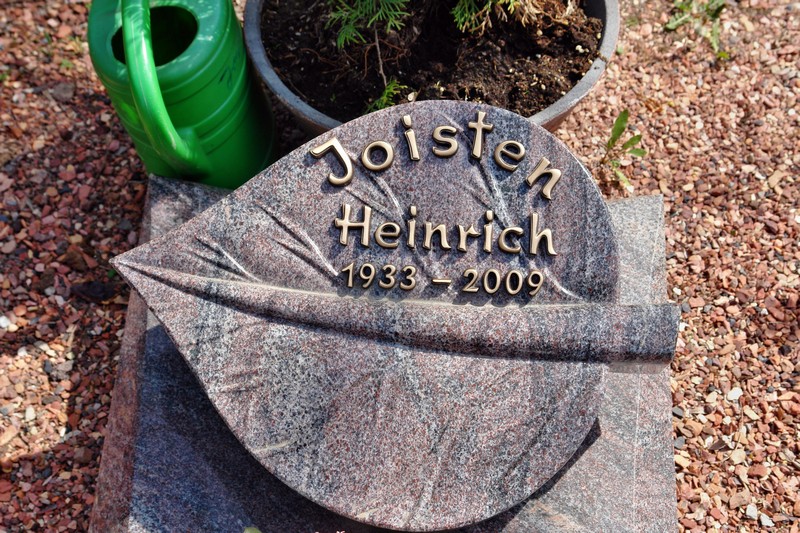 Joisten
Heinrich
1933 – 2009